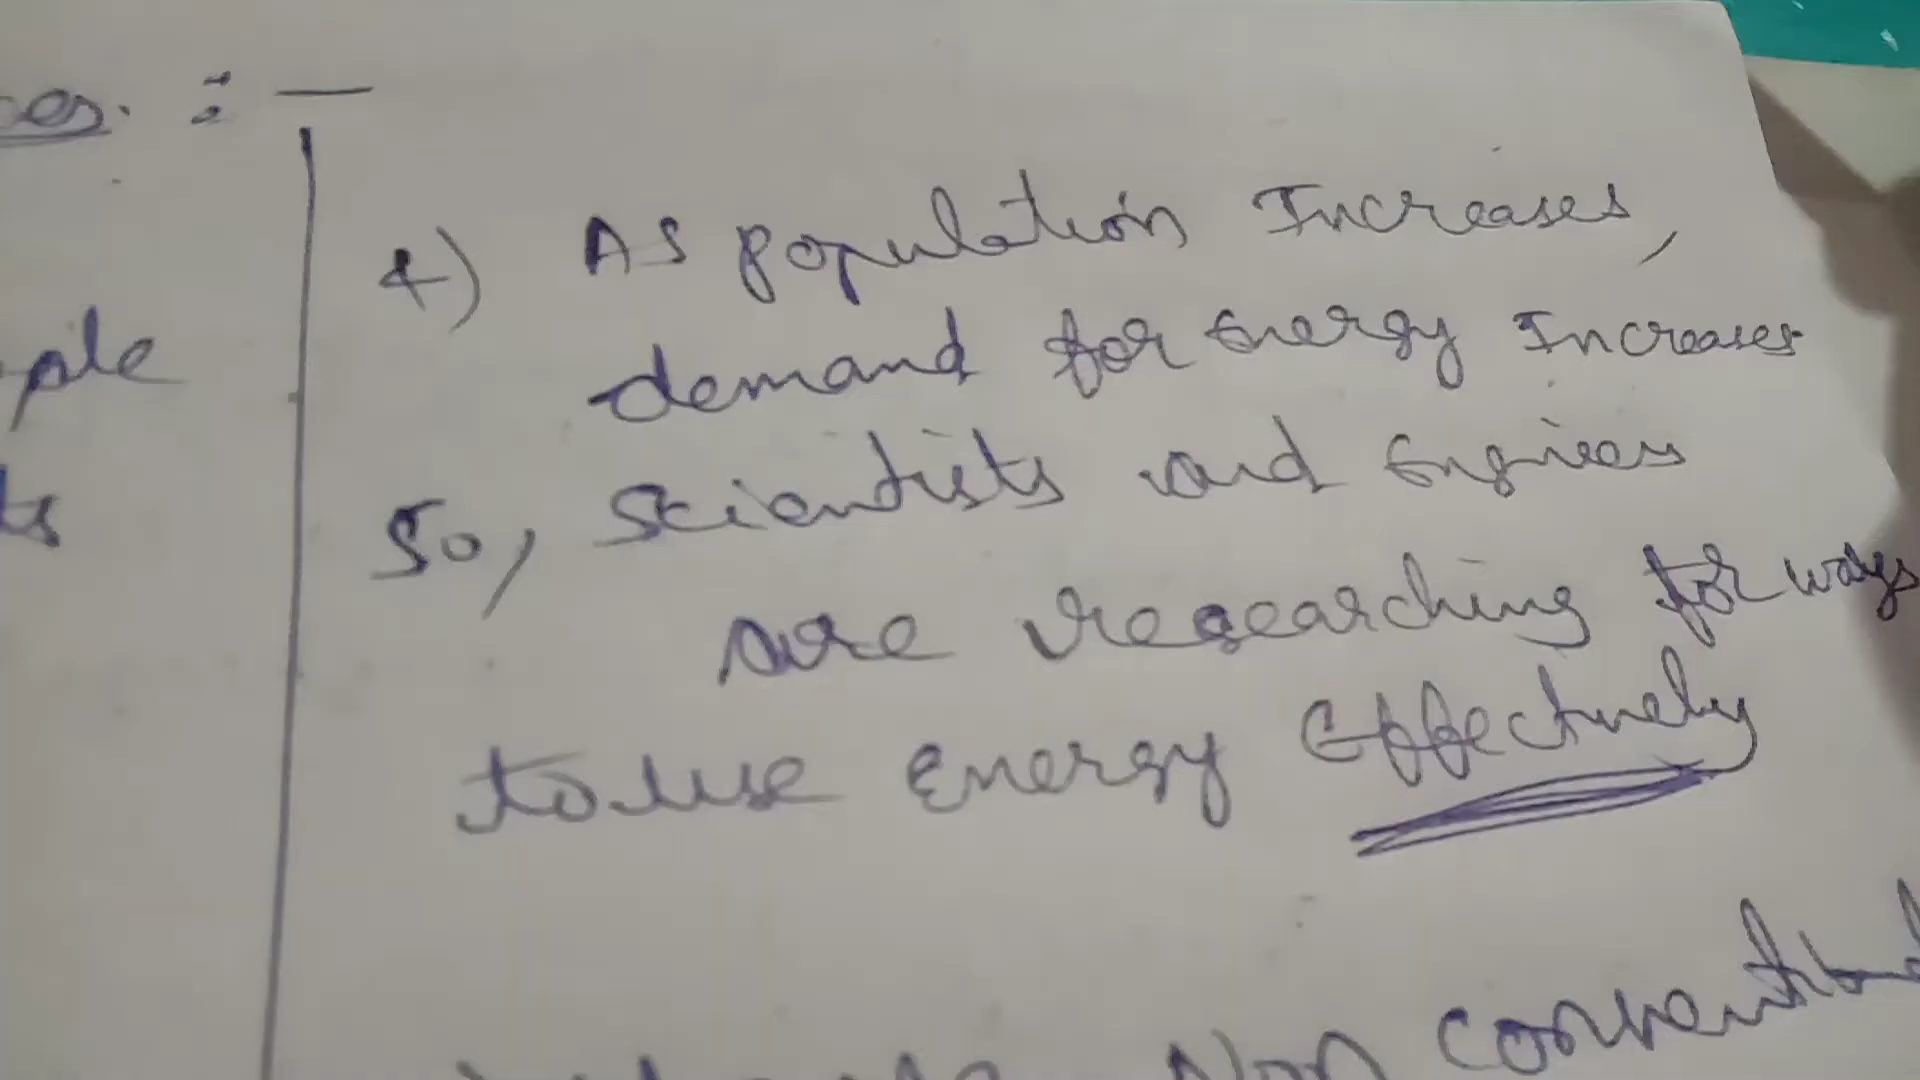 4) AS population Increases,
demand for Energy Increases
So, Scientists and Engineers
are researching for ways
to use Energy Effectively
Non